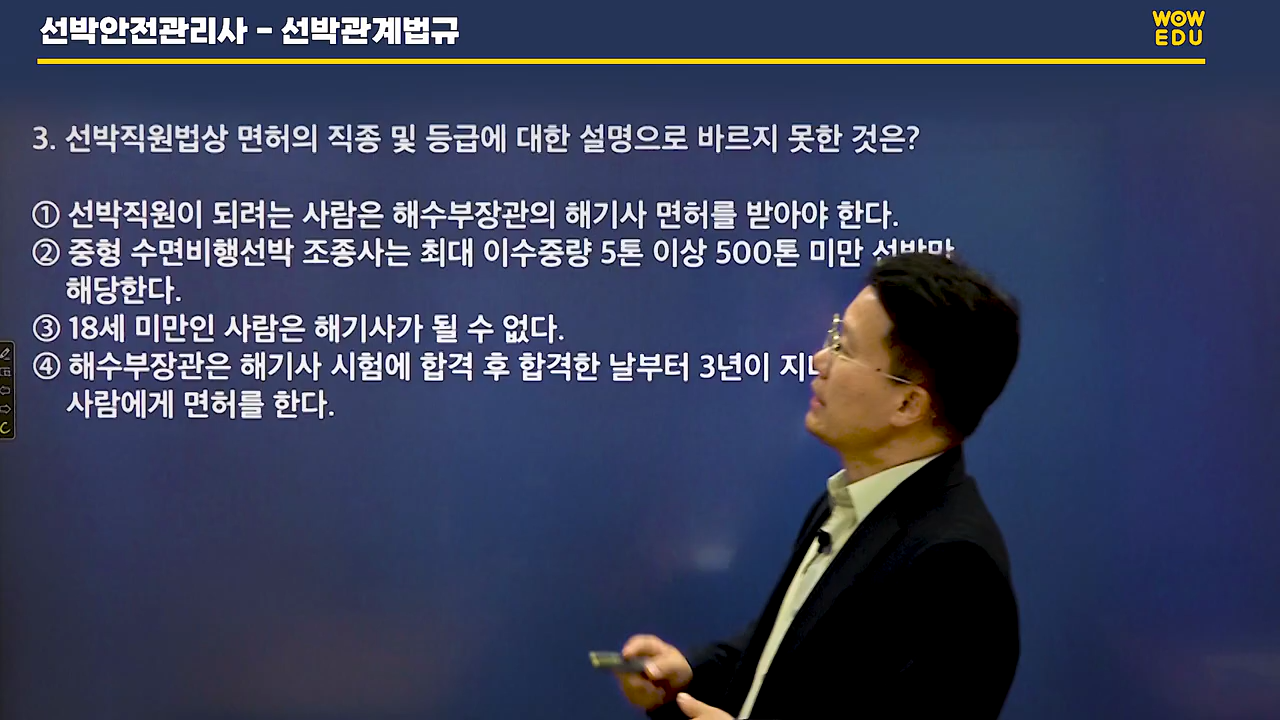 선박안전관리사 - 선박관계법규
WOW
EDU
3. 선박직원법상 면허의 직종 및 등급에 대한 설명으로 바르지 못한 것은?
① 선박직원이 되려는 사람은 해수부장관의 해기사 면허를 받아야 한다.
② 중형 수면비행선박 조종사는 최대 이수중량 5톤 이상 500톤 미만 선박만
해당한다.
③ 18세 미만인 사람은 해기사가 될 수 없다.
④ 해수부장관은 해기사 시험에 합격 후 합격한 날부터 3년이
사람에게 면허를 한다.